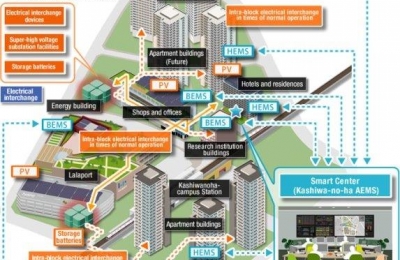 Electrical interchange
devices
Super-high voltage
substation facilities
Storage batteries
Electrical
interchange
Intra-block electrical interchange
in times of normal operation
HEMS
Apartment buildings
(Future)
PV
PV
Hotels and residences
HEMS
Energy building
Shops and offices
BEMS
BEMS
HEMS
Intra-block electrical interchange
in times of normal operation
Research institution
buildings
PV
Lalaport
Kashiwanoha-
campus Station
Smart Center
(Kashiwa-no-ha AEMS)
Apartment buildings
Storage
batteries
HEMS
Intra-block electrical interchange